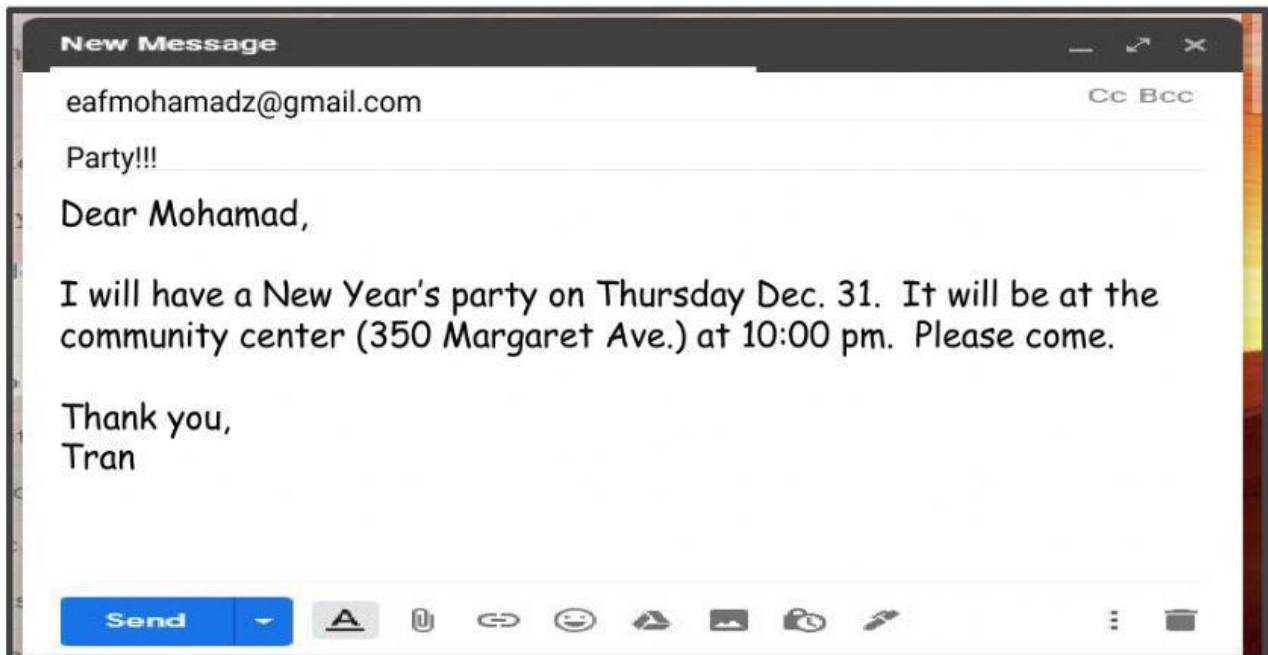 New Message
eafmohamadz@gmail.com
Cc Bcc
Party!!!
Dear Mohamad,
I will have a New Year's party on Thursday Dec. 31.  It will be at the
community center (350 Margaret Ave.) at 10:00 pm.  Please come.
Thank you,
Tran
Send
A